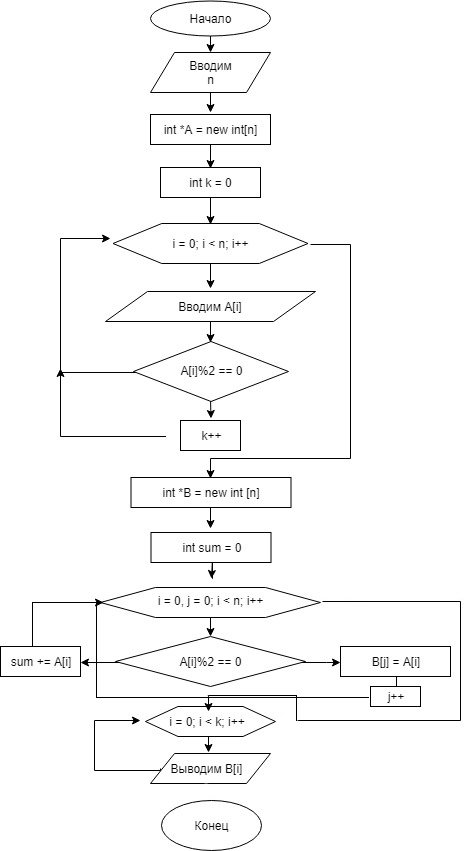 Начало
Вводим
n
int *A = new int[n]
int k = 0
i = 0; i < n; i++
Вводим A[i]
A[i]%2 == 0
k++
int *B = new int [n]
int sum = 0
i = 0, j = 0; i < n; i++
sum += A[i]
A[i]%2 == 0
B[j] = A[i]
j++
i = 0; i < k; i++
Выводим B[i]
Конец